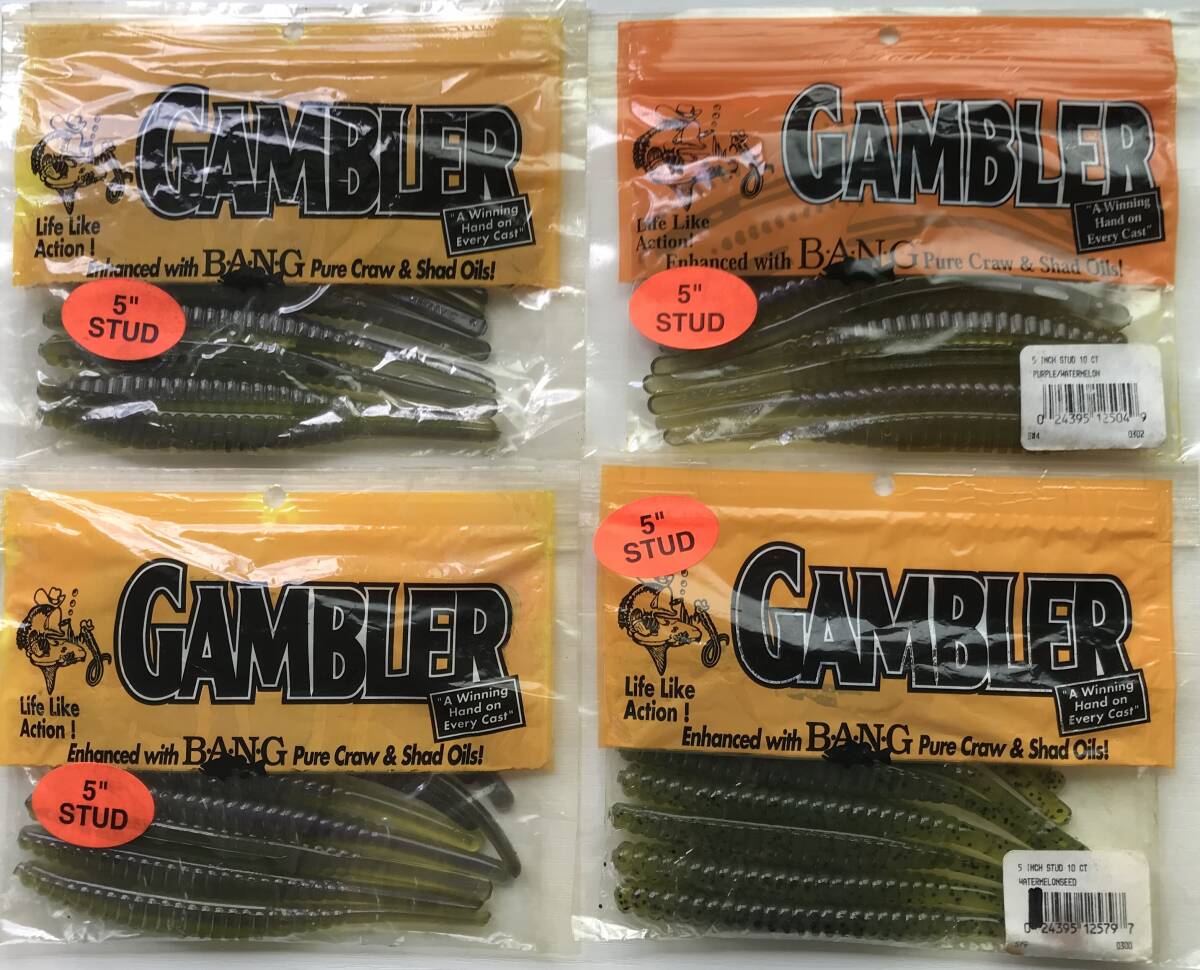 GAMBLER
Life Like
Action !
"A Winning
Hand on
Every Cast"
Enhanced with B·A·N·G Pure Craw & Shad Oils!
5"
STUD
GAMBLER
Life Like
Action!
"A Winning
Hand on
Every Cast"
Enhanced with B·A·N·G Pure Craw & Shad Oils!
5"
STUD
5 INCH STUD 10 CT
PURPLE/WATERMELON
0 24395 12504 9
0302
GAMBLER
Life Like
Action !
"A Winning
Hand on
Every Cast"
Enhanced with B·A·N·G Pure Craw & Shad Oils!
5"
STUD
5"
STUD
GAMBLER
Life Like
Action !
"A Winning
Hand on
Every Cast"
Enhanced with B·A·N·G Pure Craw & Shad Oils!
5 INCH STUD 10 CT
WATERMELONSEED
0 24395 12579 7
0300